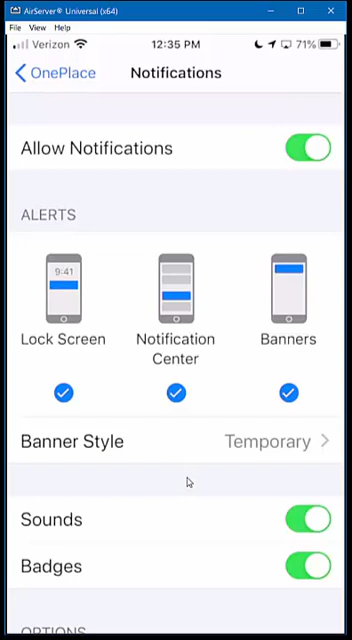 AirServer® Universal (x64)
File View Help
Verizon 12:35 PM 71%
OnePlace Notifications
Allow Notifications
ALERTS
9:41
Lock Screen Notification Center Banners
Banner Style Temporary
Sounds
Badges
OPTIONS